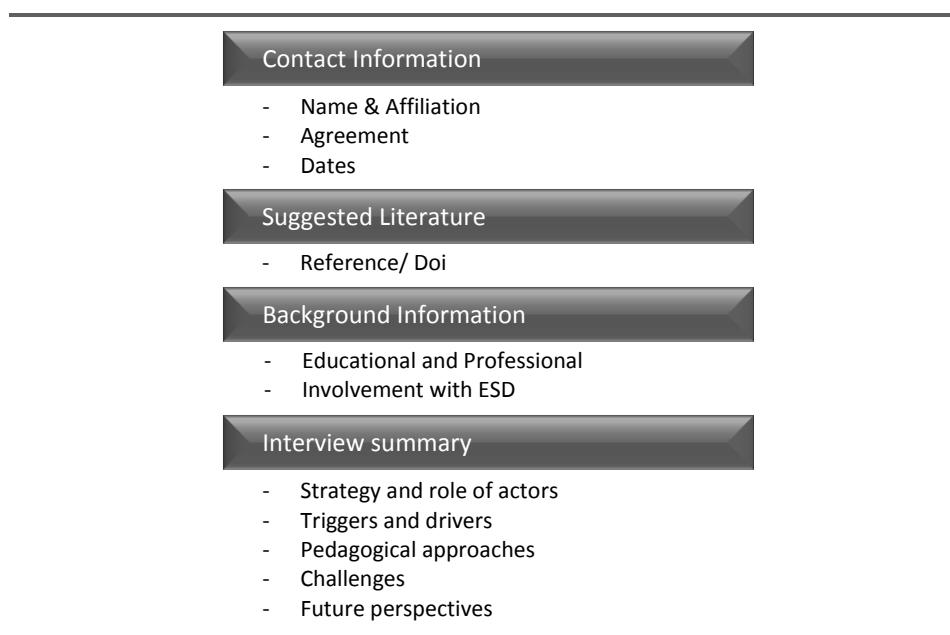 Contact Information
- Name & Affiliation
- Agreement
- Dates
Suggested Literature
- Reference/ Doi
Background Information
- Educational and Professional
- Involvement with ESD
Interview summary
- Strategy and role of actors
- Triggers and drivers
- Pedagogical approaches
- Challenges
- Future perspectives